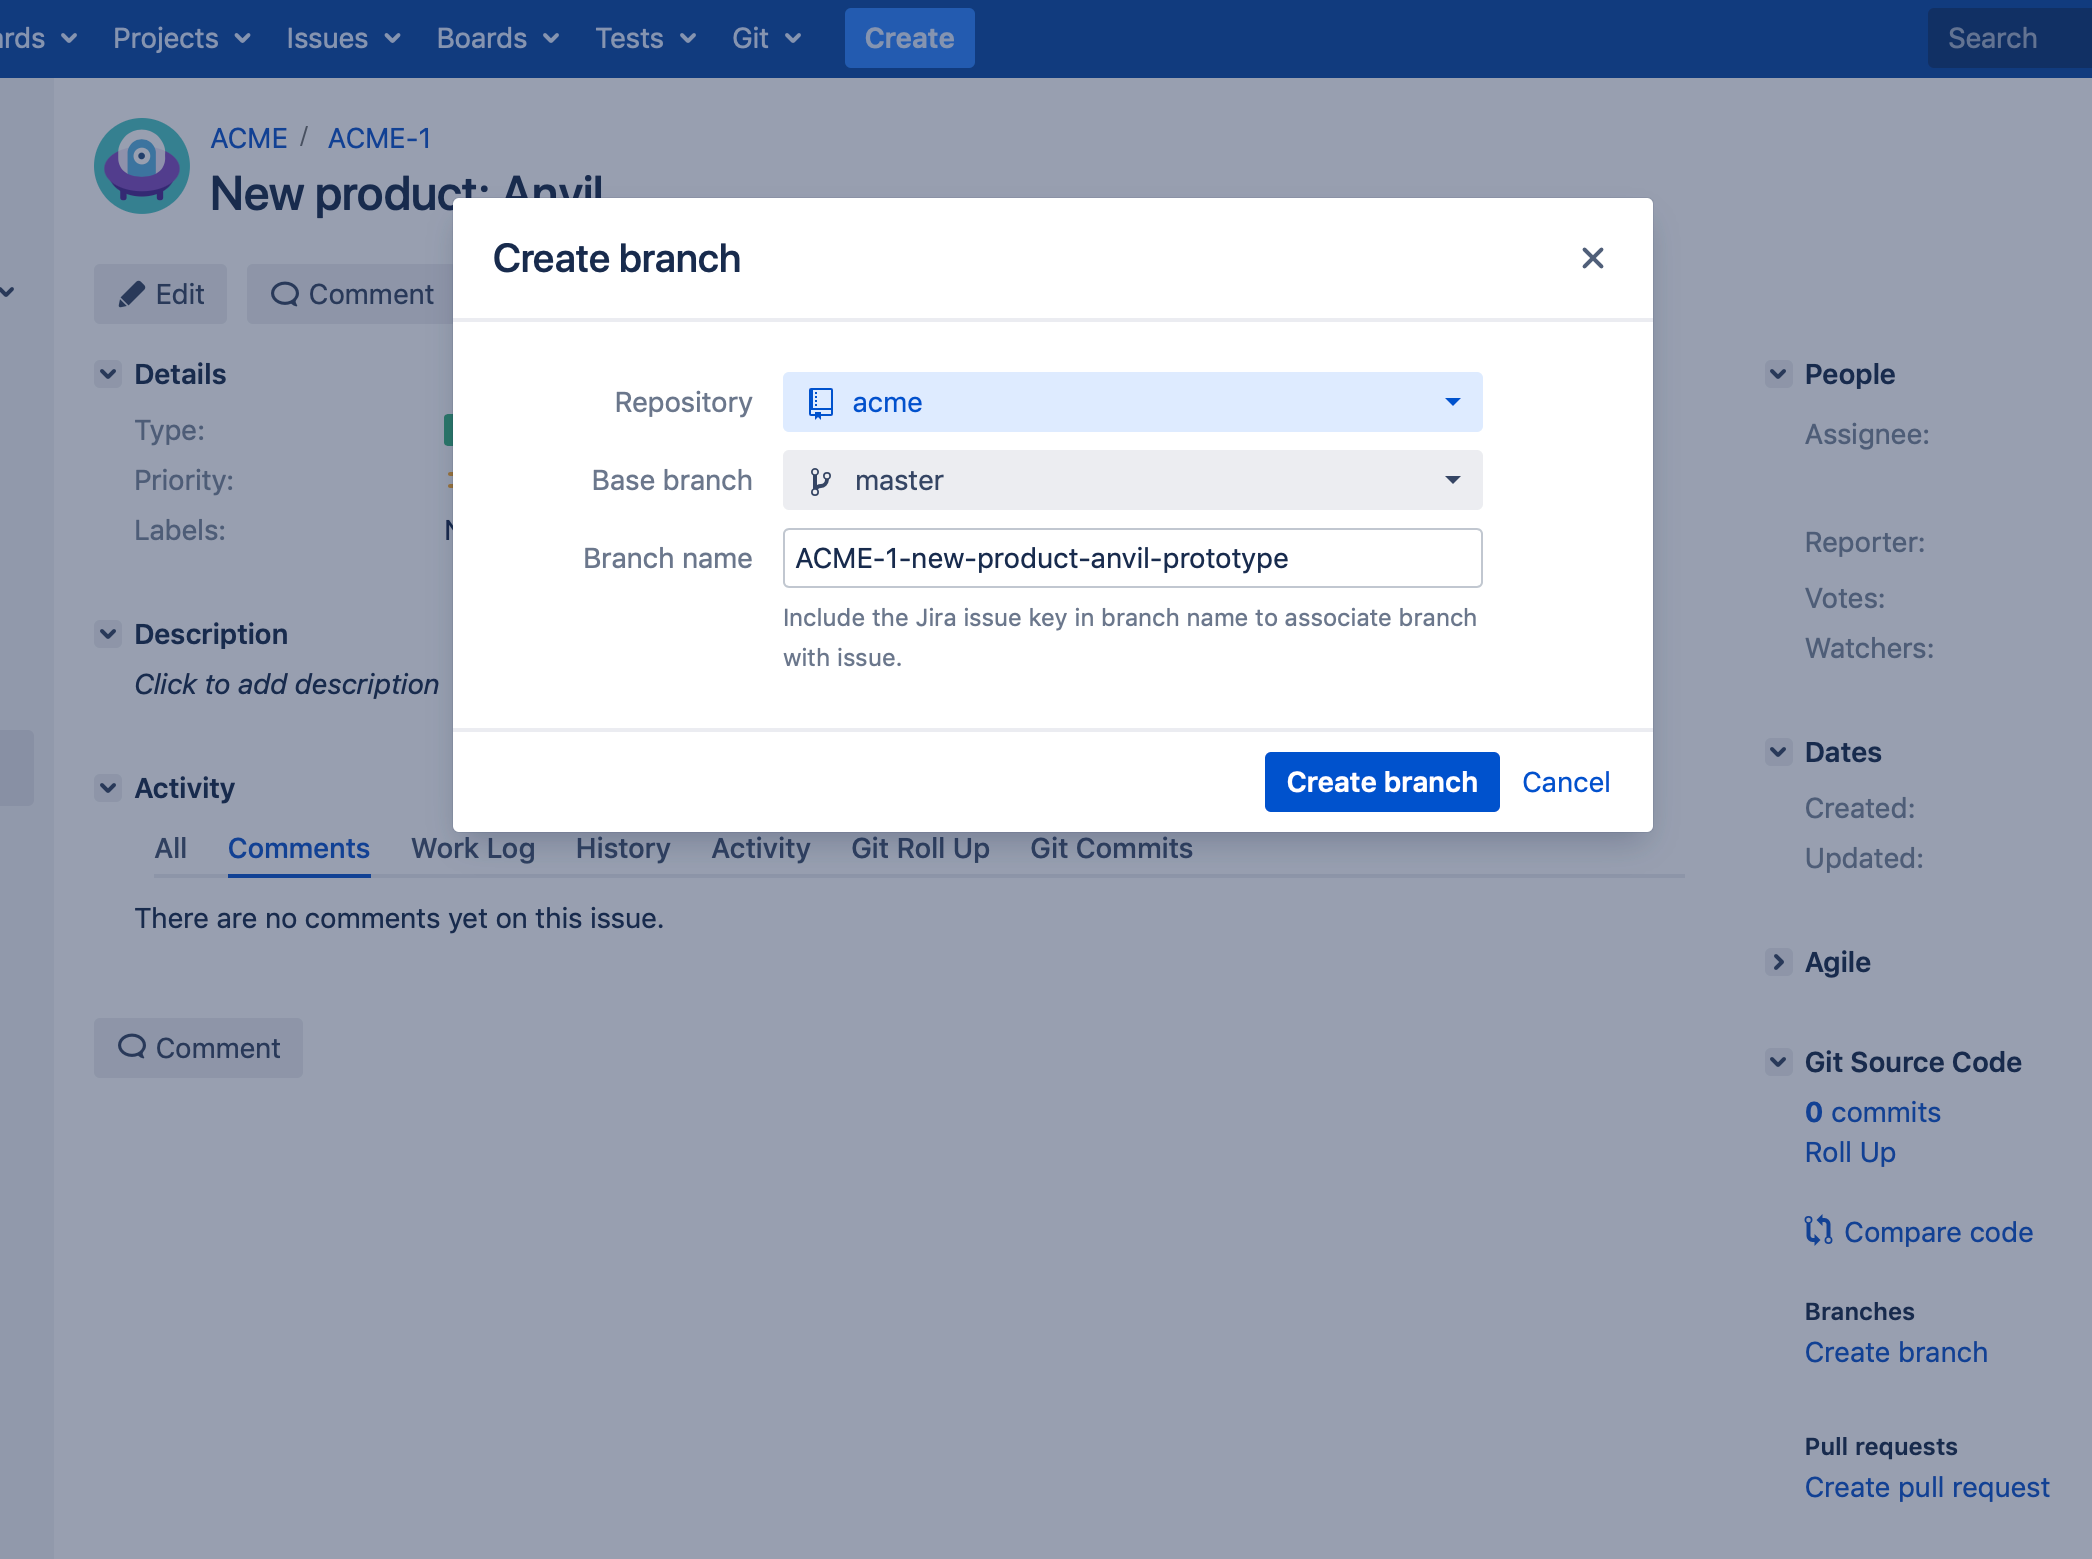 Projects
Issues
Boards
Tests
Git
Create
Search
ACME / ACME-1
New product: Anvil
Edit
Comment
Create branch
Repository
acme
Base branch
master
Branch name
ACME-1-new-product-anvil-prototype
Include the Jira issue key in branch name to associate branch
with issue.
Create branch
Cancel
Details
Type:
Priority:
Labels:
Description
Click to add description
Activity
All
Comments
Work Log
History
Activity
Git Roll Up
Git Commits
There are no comments yet on this issue.
Comment
People
Assignee:
Reporter:
Votes:
Watchers:
Dates
Created:
Updated:
Agile
Git Source Code
0 commits
Roll Up
Compare code
Branches
Create branch
Pull requests
Create pull request